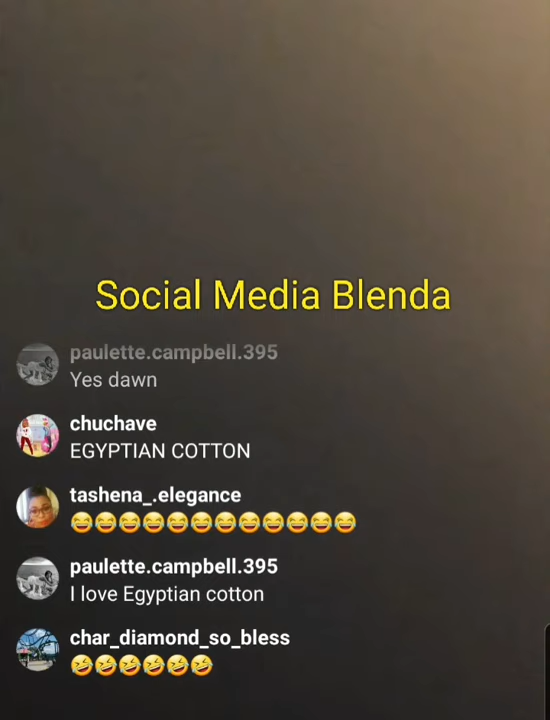 Social Media Blenda
paulette.campbell.395
Yes dawn
chuchave
EGYPTIAN COTTON
tashena_.elegance
😂😂😂😂😂😂😂😂😂😂😂😂
paulette.campbell.395
I love Egyptian cotton
char_diamond_so_bless
🤣🤣🤣🤣🤣🤣